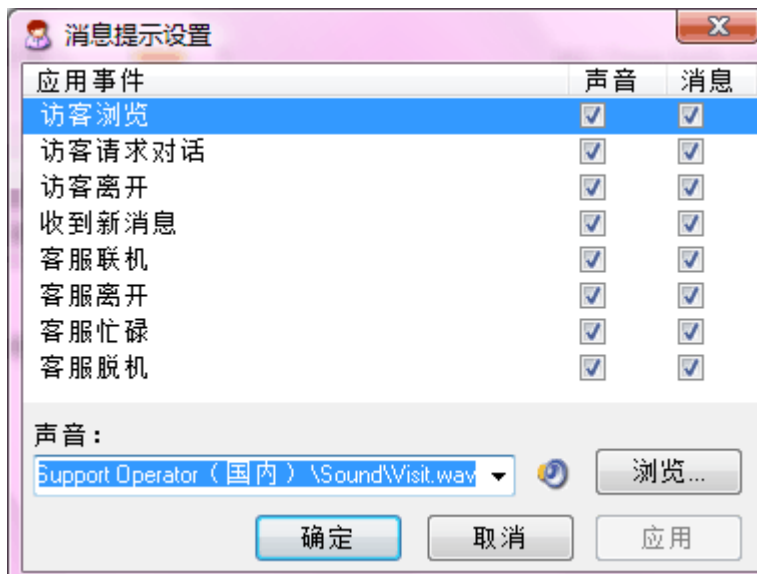 消息提示设置
应用事件 声音 消息
访客浏览
访客请求对话
访客离开
收到新消息
客服联机
客服离开
客服忙碌
客服脱机
声音：
Support Operator（国内）\Sound\Visit.wav
浏览...
确定 取消 应用